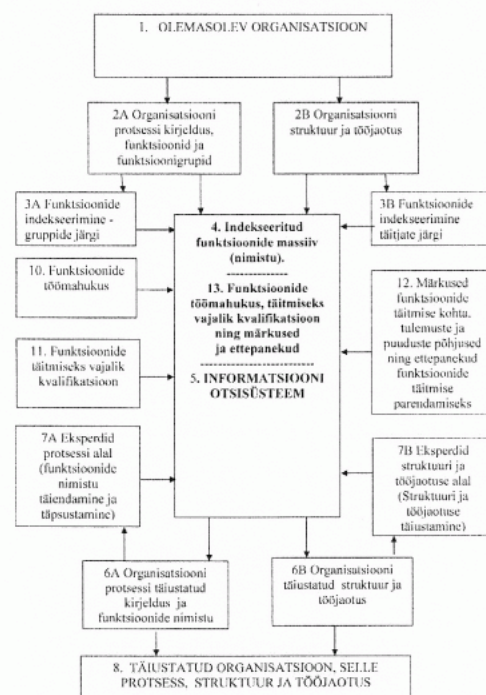 1. OLEMASOLEV ORGANISATSIOON
2A Organisatsiooni
protsessi kirjeldus,
funktsioonid ja
funktsioonigrupid
2B Organisatsiooni
struktuur ja tööjaotus
3A Funktsioonide
indekseerimine -
gruppide järgi
3B Funktsioonide
indekseerimine
täitjate järgi
4. Indekseeritud
funktsioonide massiiv
(nimistu).
10. Funktsioonide
töömahukus
13. Funktsioonide
töömahukus, täitmiseks
vajalik kvalifikatsioon
ning märkused
ja ettepanekud
12. Märkused
funktsioonide
täitmise kohta.
tulemuste ja
puuduste põhjused
ning ettepanekud
funktsioonide
täitmise parendamiseks
11. Funktsioonide
täitmiseks vajalik
kvalifikatsioon
5. INFORMATSIOONI
OTSISÜSTEEM
7A Eksperdid
protsessi alal
(funktsioonide
nimistu
täiendamine ja
täpsustamine)
7B Eksperdid
struktuuri ja
tööjaotuse alal
(Struktuuri ja
tööjaotuse
täiustamine)
6A Organisatsiooni
protsessi täiustatud
kirjeldus ja
funktsioonide nimistu
6B Organisatsiooni
täiustatud struktuur ja
tööjaotus
8. TÄIUSTATUD ORGANISATSIOON, SELLE
PROTSESS, STRUKTUUR JA TÖÖJAOTUS